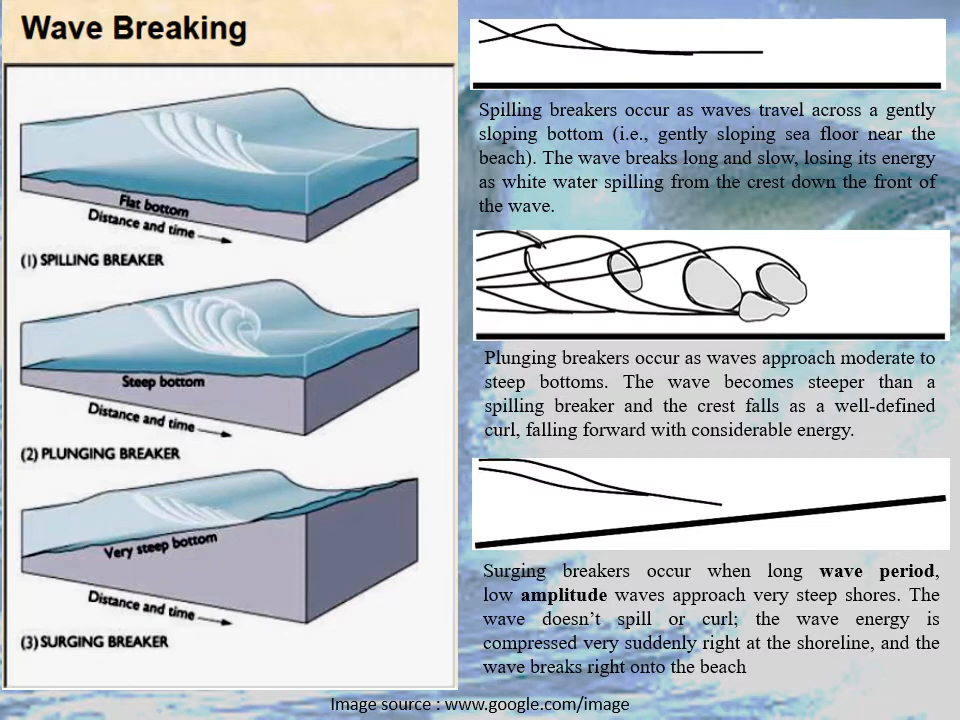 Wave Breaking
Flat bottom
Distance and time
(1) SPILLING BREAKER
Steep bottom
Distance and time
(2) PLUNGING BREAKER
Very steep bottom
Distance and time
(3) SURGING BREAKER
Spilling breakers occur as waves travel across a gently
sloping bottom (i.e., gently sloping sea floor near the
beach). The wave breaks long and slow, losing its energy
as white water spilling from the crest down the front of
the wave.
Plunging breakers occur as waves approach moderate to
steep bottoms. The wave becomes steeper than a
spilling breaker and the crest falls as a well-defined
curl, falling forward with considerable energy.
Surging breakers occur when long wave period,
low amplitude waves approach very steep shores. The
wave doesn’t spill or curl; the wave energy is
compressed very suddenly right at the shoreline, and the
wave breaks right onto the beach
Image source : www.google.com/image